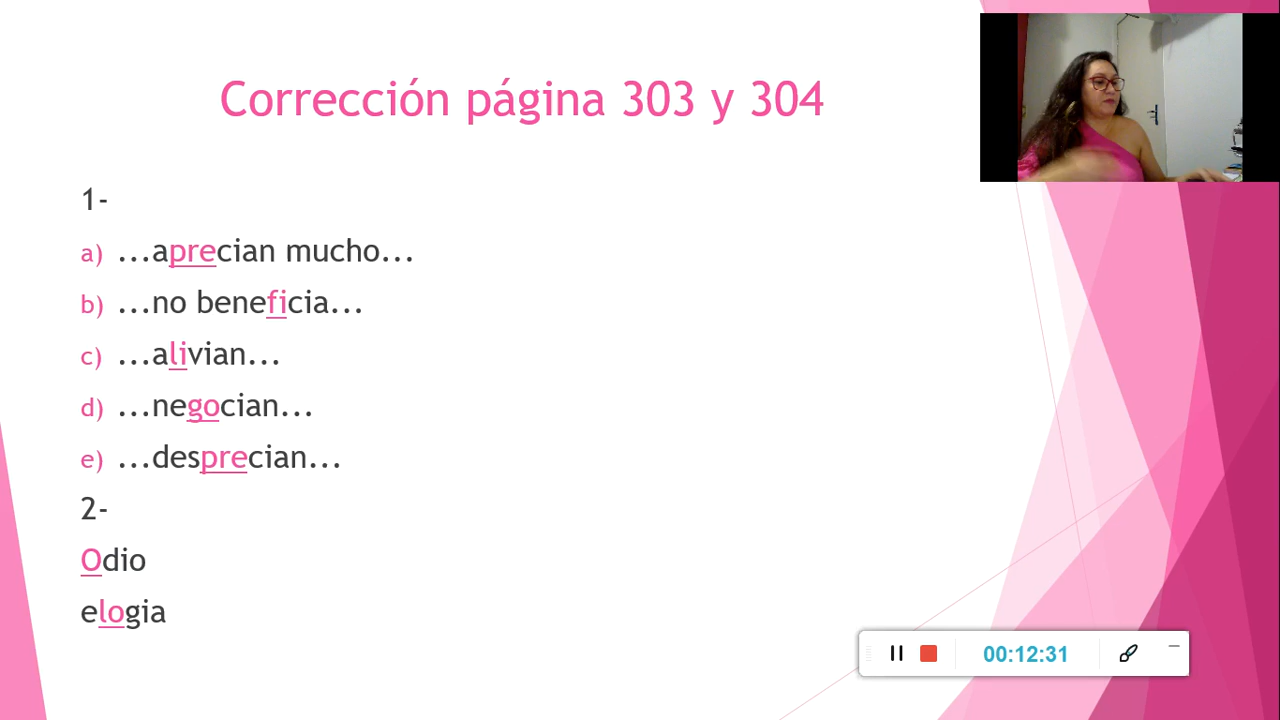 Corrección página 303 y 304
1-
a) ...aprecian mucho...
b) ...no beneficia...
c) ...alivian...
d) ...negocian...
e) ...desprecian...
2-
Odio
elogia
00:12:31